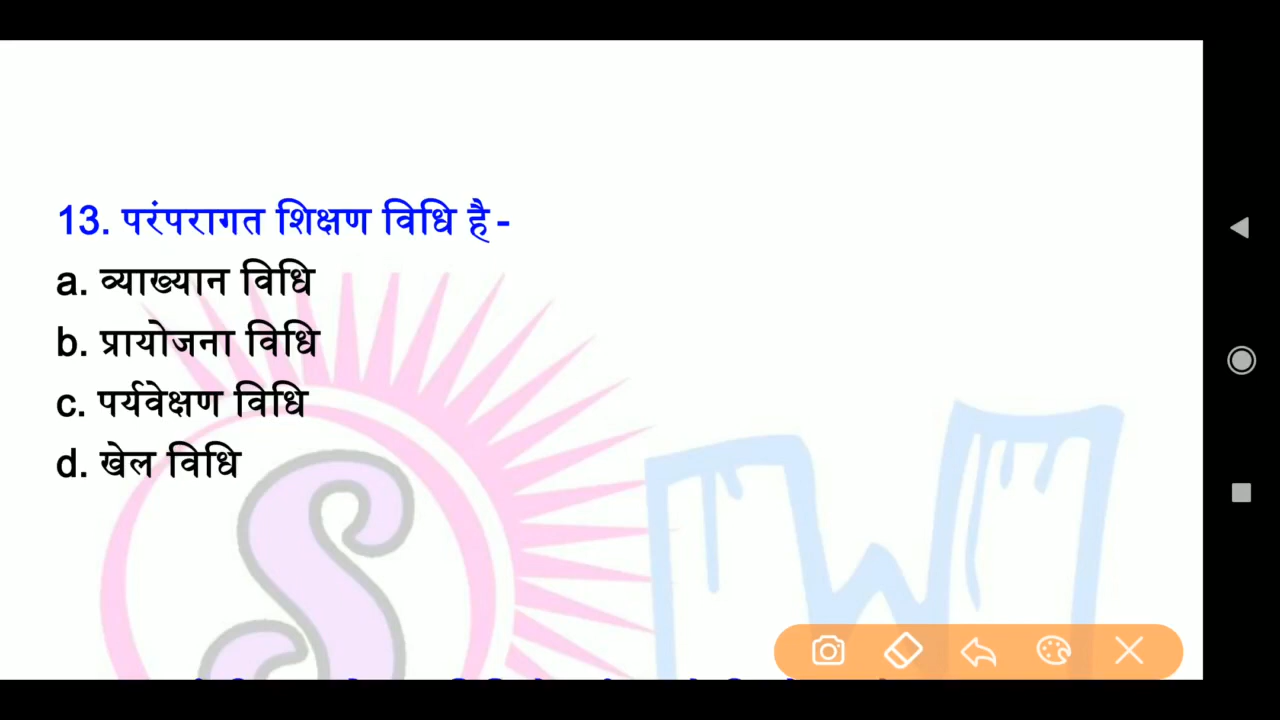 13. परंपरागत शिक्षण विधि है -
a. व्याख्यान विधि
b. प्रायोजना विधि
c. पर्यवेक्षण विधि
d. खेल विधि